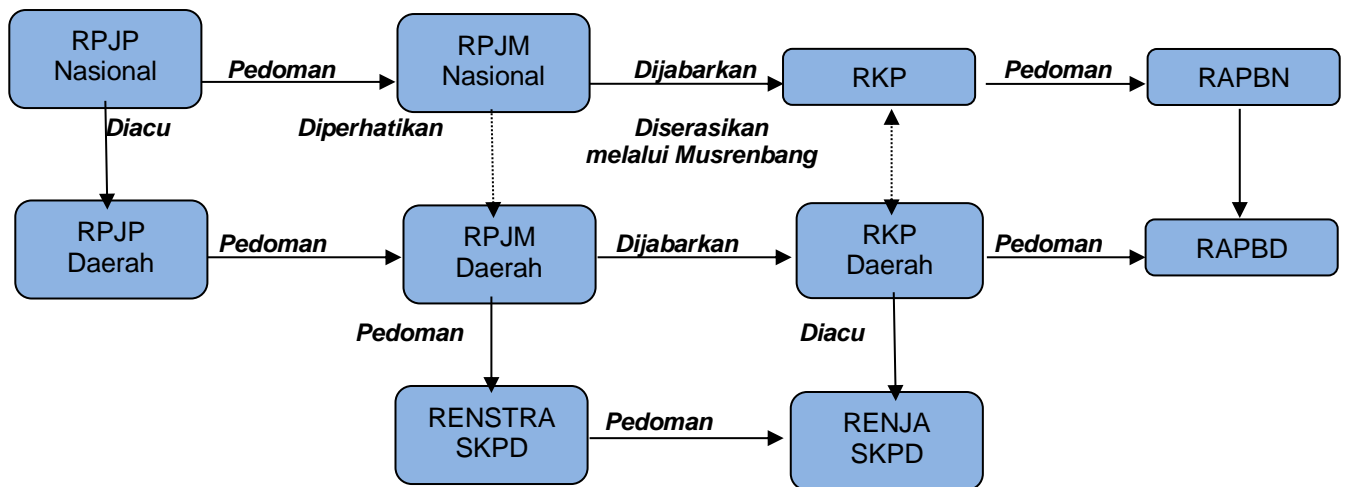 RPJP
Nasional
Pedoman
RPJM
Nasional
Dijabarkan
RKP
Pedoman
RAPBN
Diacu
Diperhatikan
Diserasikan
melalui Musrenbang
RPJP
Daerah
Pedoman
RPJM
Daerah
Dijabarkan
RKP
Daerah
Pedoman
RAPBD
Pedoman
Diacu
RENSTRA
SKPD
Pedoman
RENJA
SKPD